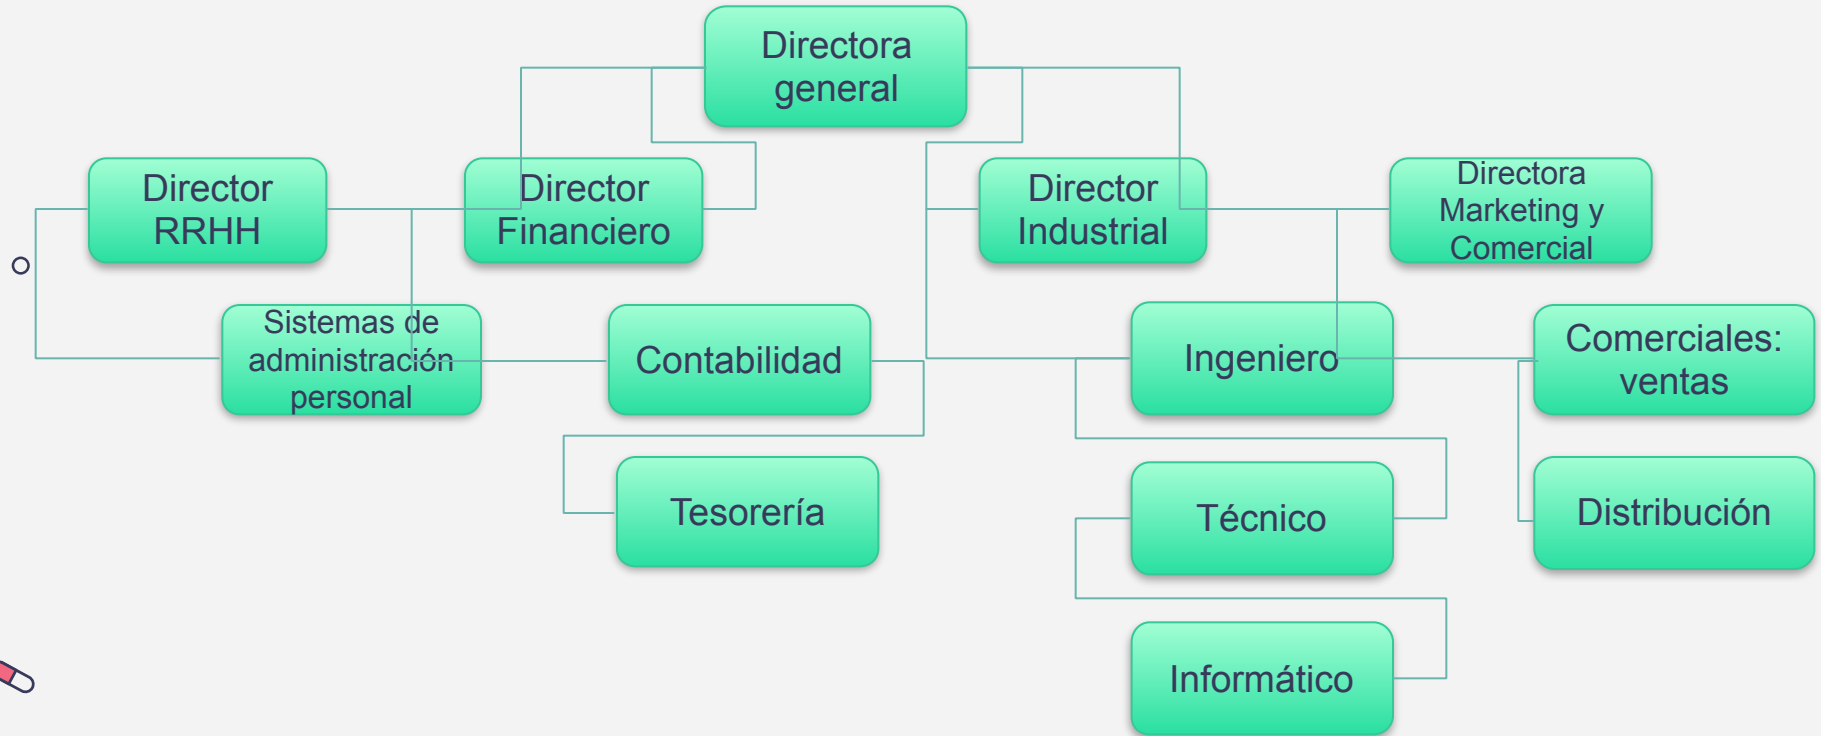 Directora
general
Director
RRHH
Director
Financiero
Director
Industrial
Directora
Marketing y
Comercial
Sistemas de
administración
personal
Contabilidad
Ingeniero
Comerciales:
ventas
Tesorería
Técnico
Distribución
Informático